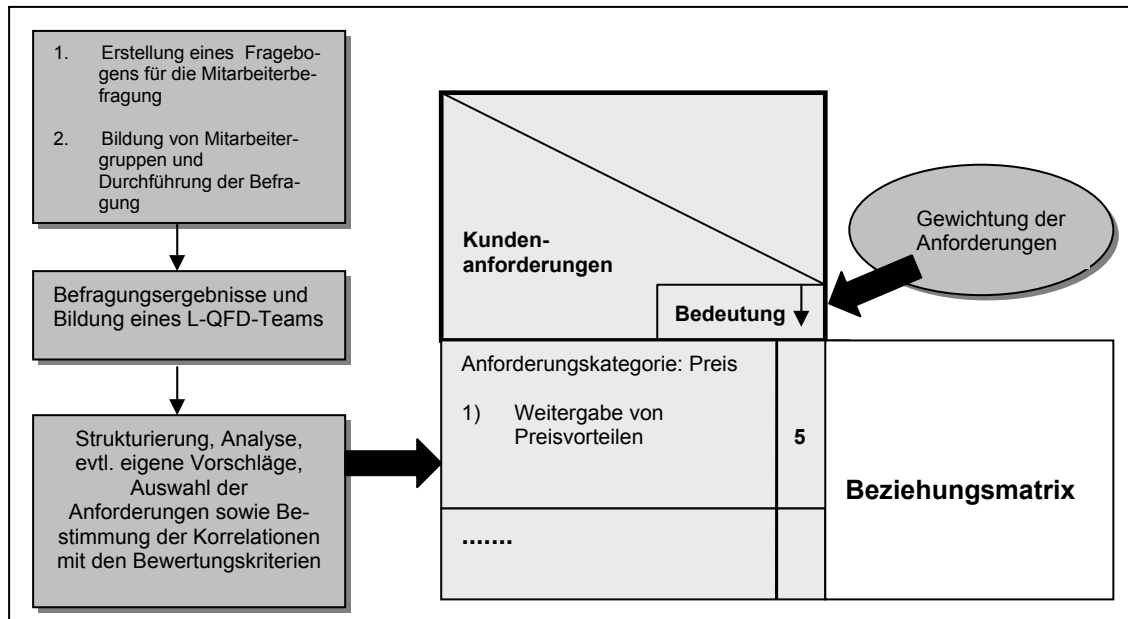 1. Erstellung eines Fragebo-
gens für die Mitarbeiterbe-
fragung
2. Bildung von Mitarbeiter-
gruppen und
Durchführung der Befra-
gung
Befragungsergebnisse und
Bildung eines L-QFD-Teams
Strukturierung, Analyse,
evtl. eigene Vorschläge,
Auswahl der
Anforderungen sowie Be-
stimmung der Korrelationen
mit den Bewertungskriterien
Kunden-
anforderungen
Bedeutung
Gewichtung der
Anforderungen
Anforderungskategorie: Preis
1) Weitergabe von
Preisvorteilen
5
.......
Beziehungsmatrix